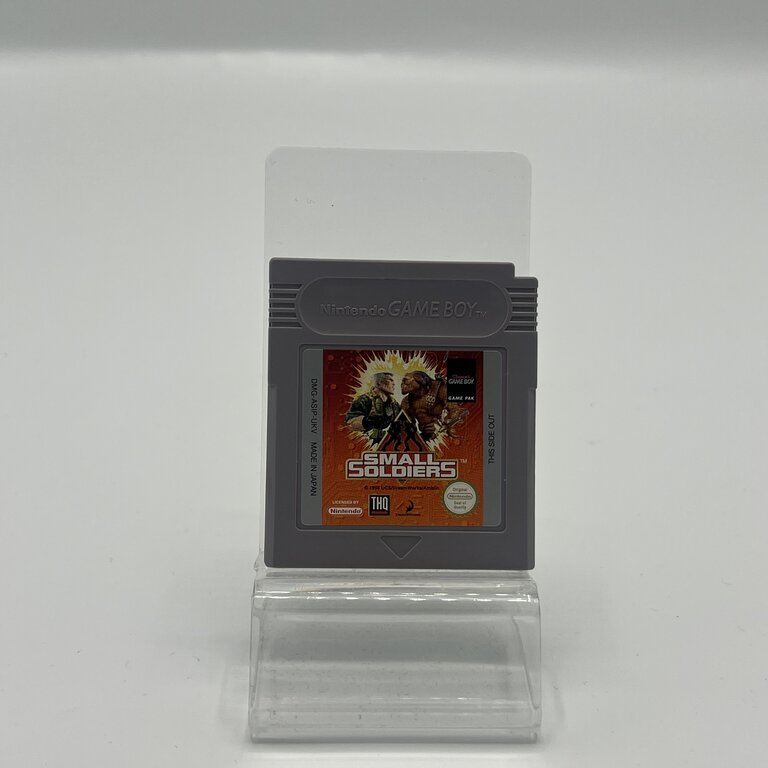 Nintendo GAME BOY TM
DMG-ASIP-UKV MADE IN JAPAN
GAME BOY
GAME PAK
THIS SIDE OUT
SMALL
SOLDIERS TM
LICENSED BY
Nintendo
THQ
Original
Nintendo
Seal of
Quality